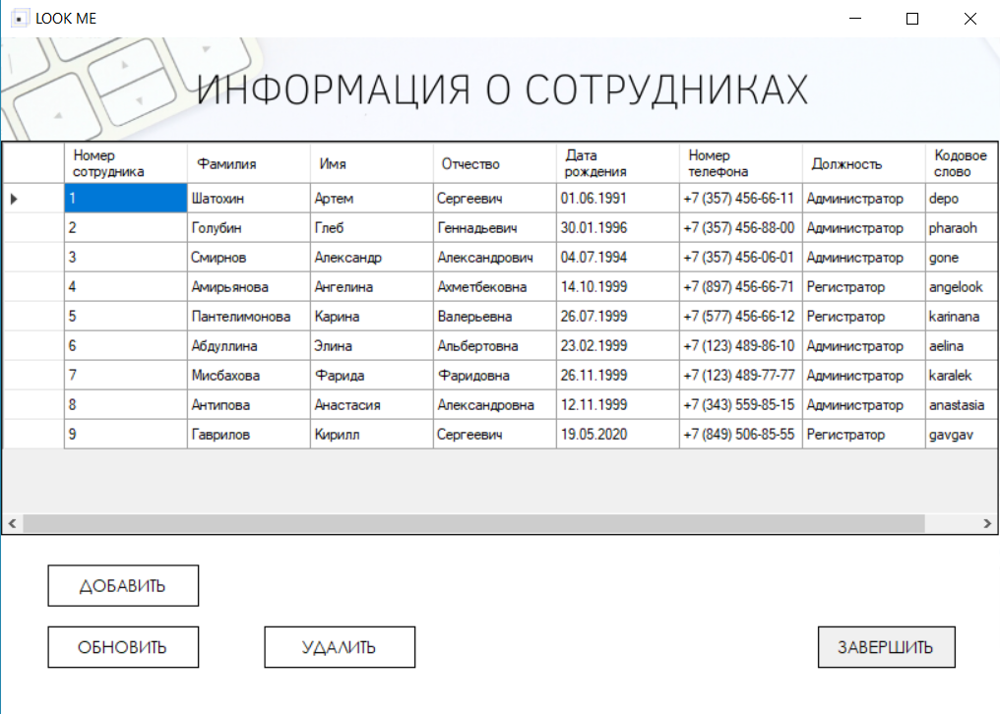 LOOK ME
ИНФОРМАЦИЯ О СОТРУДНИКАХ
Номер сотрудника Фамилия Имя Отчество Дата рождения Номер телефона Должность Кодовое слово
1 Шатохин Артем Сергеевич 01.06.1991 +7 (357) 456-66-11 Администратор depo
2 Голубин Глеб Геннадьевич 30.01.1996 +7 (357) 456-88-00 Администратор pharaoh
3 Смирнов Александр Александрович 04.07.1994 +7 (357) 456-06-01 Администратор gone
4 Амирьянова Ангелина Ахметбековна 14.10.1999 +7 (897) 456-66-71 Регистратор angelook
5 Пантелимонова Карина Валерьевна 26.07.1999 +7 (577) 456-66-12 Регистратор karinana
6 Абдуллина Элина Альбертовна 23.02.1999 +7 (123) 489-86-10 Администратор aelina
7 Мисбахова Фарида Фаридовна 26.11.1999 +7 (123) 489-77-77 Администратор karalek
8 Антипова Анастасия Александровна 12.11.1999 +7 (343) 559-85-15 Администратор anastasia
9 Гаврилов Кирилл Сергеевич 19.05.2020 +7 (849) 506-85-55 Регистратор gavgav
ДОБАВИТЬ
ОБНОВИТЬ УДАЛИТЬ ЗАВЕРШИТЬ